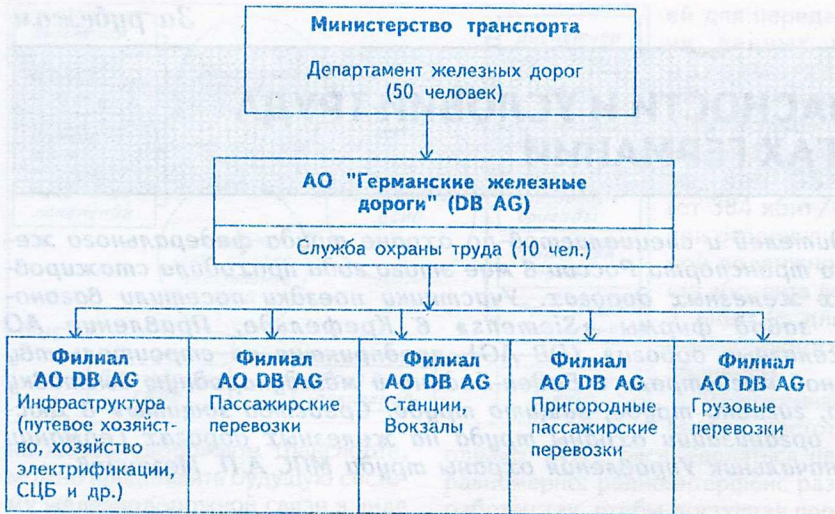 Министерство транспорта
Департамент железных дорог
(50 человек)
АО "Германские железные
дороги" (DB AG)
Служба охраны труда (10 чел.)
Филиал
АО DB AG
Инфраструктура
(путевое хозяйст-
во, хозяйство
электрификации,
СЦБ и др.)
Филиал
АО DB AG
Пассажирские
перевозки
Филиал
АО DB AG
Станции,
Вокзалы
Филиал
АО DB AG
Пригородные
пассажирские
перевозки
Филиал
АО DB AG
Грузовые
перевозки